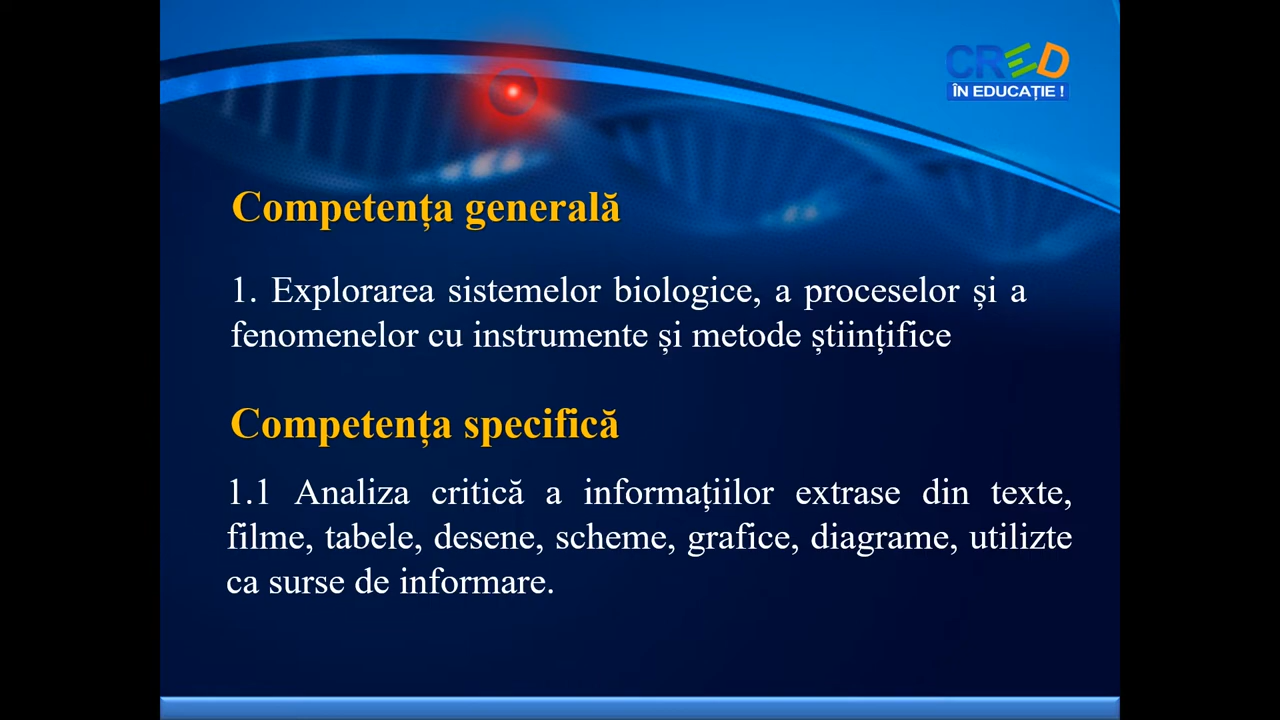 CRED
ÎN EDUCAȚIE !
Competența generală
1. Explorarea sistemelor biologice, a proceselor și a
fenomenelor cu instrumente și metode științifice
Competența specifică
1.1 Analiza critică a informațiilor extrase din texte,
filme, tabele, desene, scheme, grafice, diagrame, utilizte
ca surse de informare.